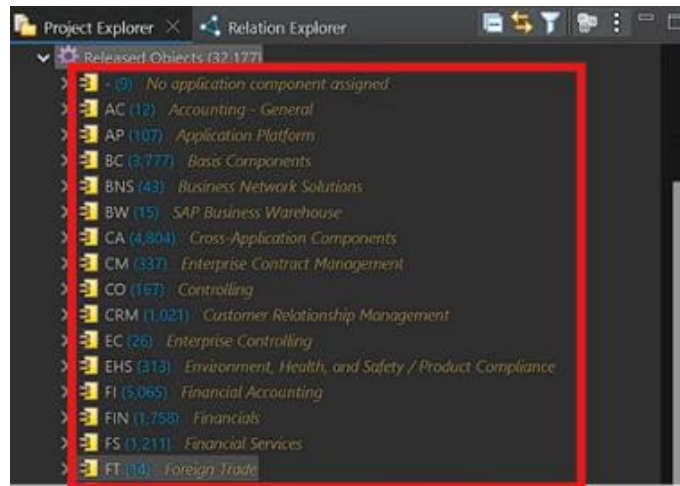 Project Explorer Relation Explorer
Released Objects (32,177)
- (9) No application component assigned
AC (12) Accounting - General
AP (107) Application Platform
BC (3,777) Basis Components
BNS (43) Business Network Solutions
BW (15) SAP Business Warehouse
CA (4,804) Cross-Application Components
CM (337) Enterprise Contract Management
CO (167) Controlling
CRM (1,021) Customer Relationship Management
EC (26) Enterprise Controlling
EHS (313) Environment, Health, and Safety / Product Compliance
FI (5,065) Financial Accounting
FIN (1,758) Financials
FS (1,211) Financial Services
FT (14) Foreign Trade